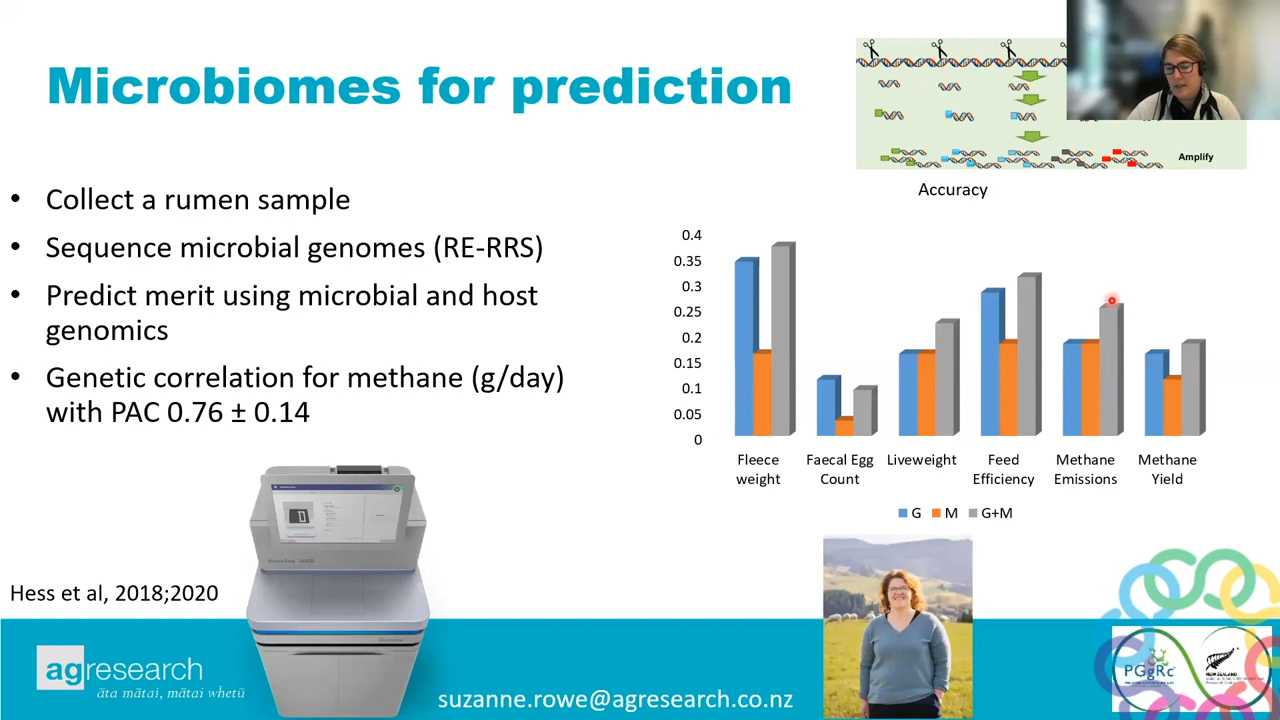 Microbiomes for prediction
Amplify
• Collect a rumen sample
• Sequence microbial genomes (RE-RRS)
• Predict merit using microbial and host
genomics
• Genetic correlation for methane (g/day)
with PAC 0.76 ± 0.14
Accuracy
0.4
0.35
0.3
0.25
0.2
0.15
0.1
0.05
0
Fleece
weight
Faecal Egg
Count
Liveweight
Feed
Efficiency
Methane
Emissions
Methane
Yield
G M G+M
Hess et al, 2018;2020
agresearch
āta mātai, mātai whetū
suzanne.rowe@agresearch.co.nz
PGgRc
NEW ZEALAND